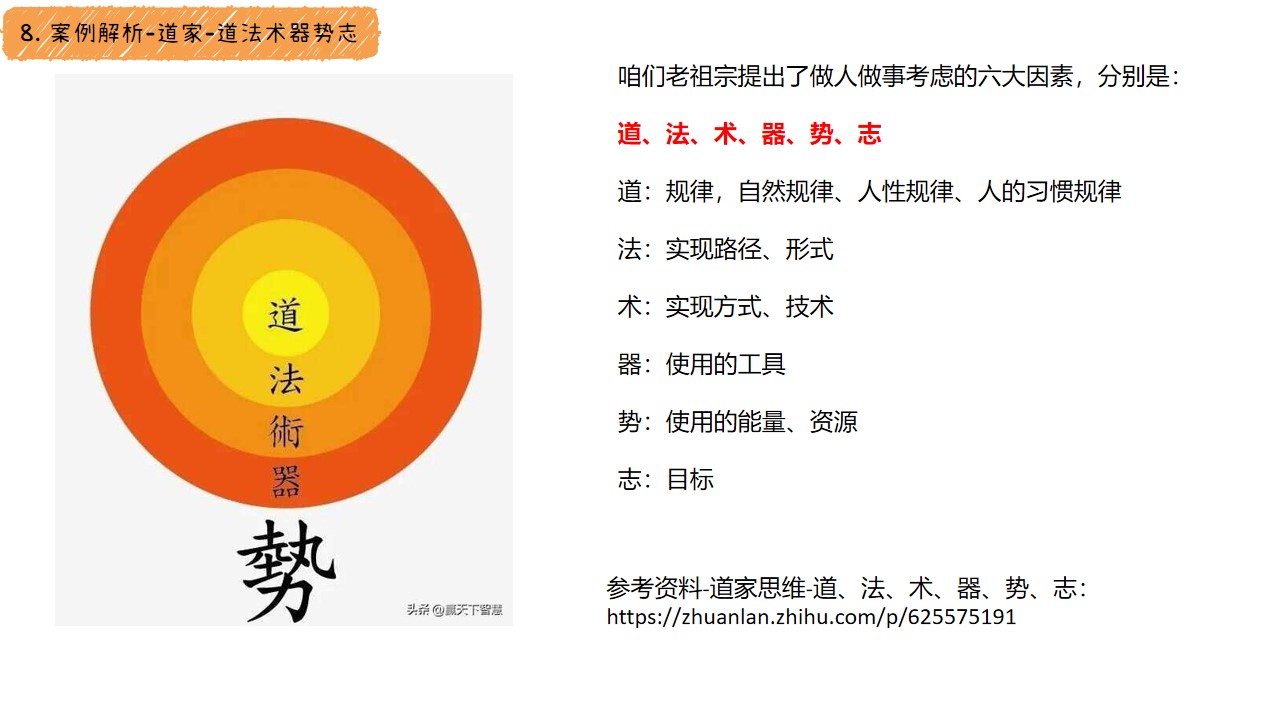 8. 案例解析-道家-道法术器势志
道
法
術
器
勢
头条 @赢天下智慧
咱们老祖宗提出了做人做事考虑的六大因素，分别是：
道、法、术、器、势、志
道：规律，自然规律、人性规律、人的习惯规律
法：实现路径、形式
术：实现方式、技术
器：使用的工具
势：使用的能量、资源
志：目标
参考资料-道家思维-道、法、术、器、势、志：
https://zhuanlan.zhihu.com/p/625575191